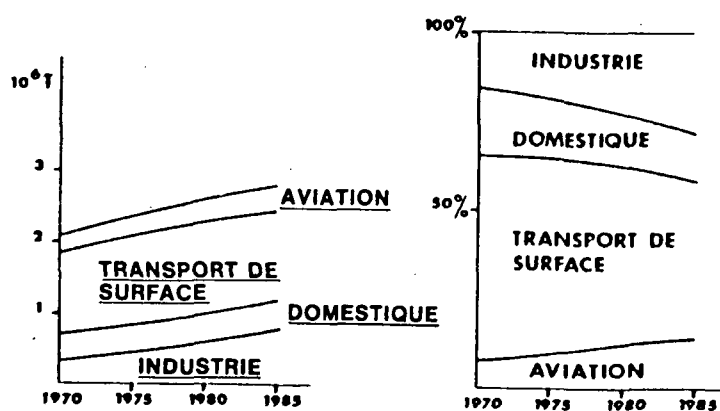 10⁶T
3
2
1
AVIATION
TRANSPORT DE
SURFACE
DOMESTIQUE
INDUSTRIE
1970 1975 1980 1985
100%
INDUSTRIE
DOMESTIQUE
50%
TRANSPORT DE
SURFACE
AVIATION
1970 1975 1980 1985